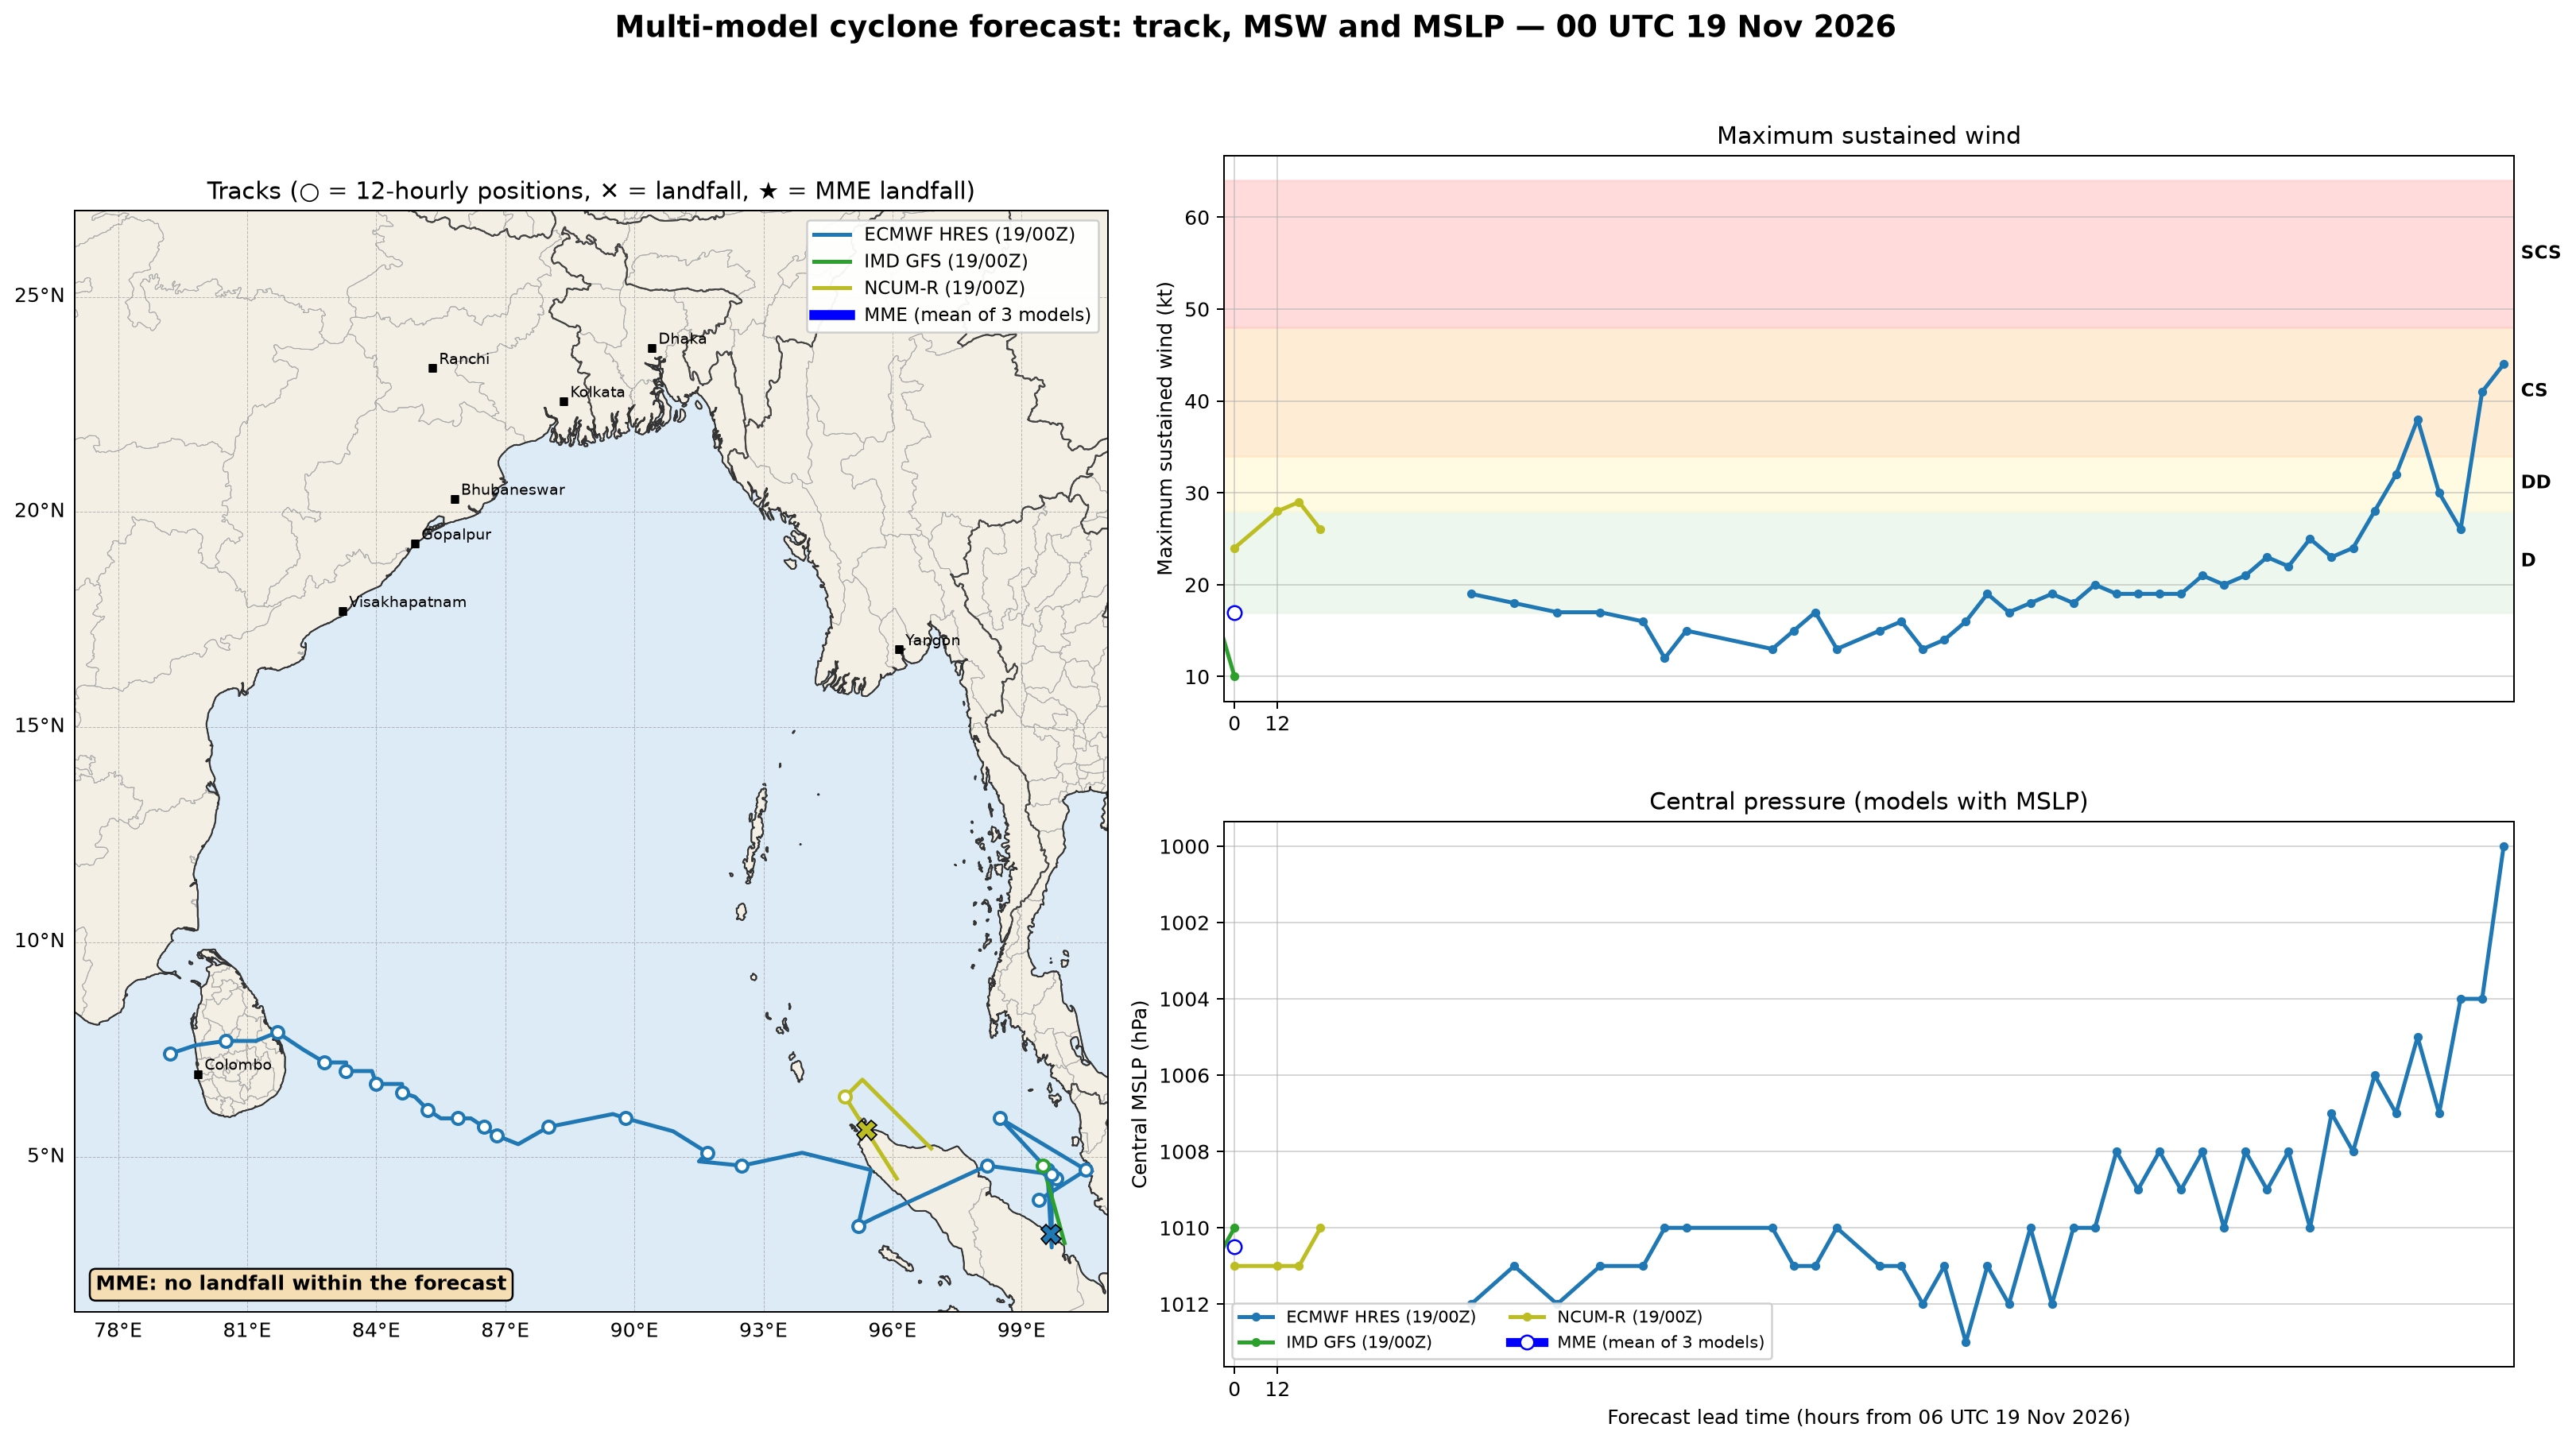 Multi-model cyclone forecast: track, MSW and MSLP — 00 UTC 19 Nov 2026
Tracks (○ = 12-hourly positions, ✕ = landfall, ★ = MME landfall)
ECMWF HRES (19/00Z)
IMD GFS (19/00Z)
NCUM-R (19/00Z)
MME (mean of 3 models)
25°N
20°N
15°N
10°N
5°N
Dhaka
Ranchi
Kolkata
Bhubaneswar
Gopalpur
Visakhapatnam
Yangon
Colombo
MME: no landfall within the forecast
78°E 81°E 84°E 87°E 90°E 93°E 96°E 99°E
Maximum sustained wind
Maximum sustained wind (kt)
60
50
40
30
20
10
SCS
CS
DD
D
0 12
Central pressure (models with MSLP)
Central MSLP (hPa)
1000
1002
1004
1006
1008
1010
1012
ECMWF HRES (19/00Z)
IMD GFS (19/00Z)
NCUM-R (19/00Z)
MME (mean of 3 models)
0 12
Forecast lead time (hours from 06 UTC 19 Nov 2026)